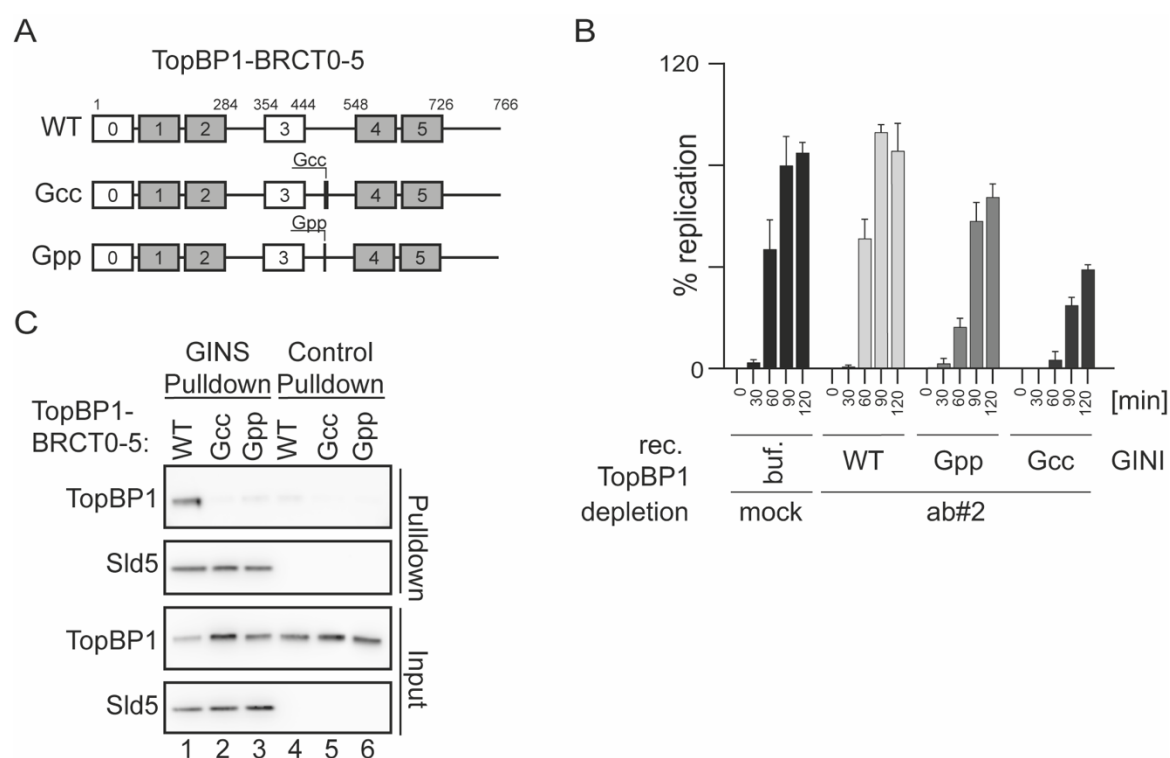 A
TopBP1-BRCT0-5
1 284 354 444 548 726 766
WT 0 1 2 3 4 5
Gcc
Gcc 0 1 2 3 4 5
Gpp
Gpp 0 1 2 3 4 5
B
120
% replication
0
0 30 60 90 120 0 30 60 90 120 0 30 60 90 120 0 30 60 90 120 [min]
rec. TopBP1 buf. WT Gpp Gcc GINI
depletion mock ab#2
C
GINS Pulldown Control Pulldown
TopBP1-BRCT0-5: WT Gcc Gpp WT Gcc Gpp
TopBP1
Sld5
Pulldown
TopBP1
Sld5
Input
1 2 3 4 5 6